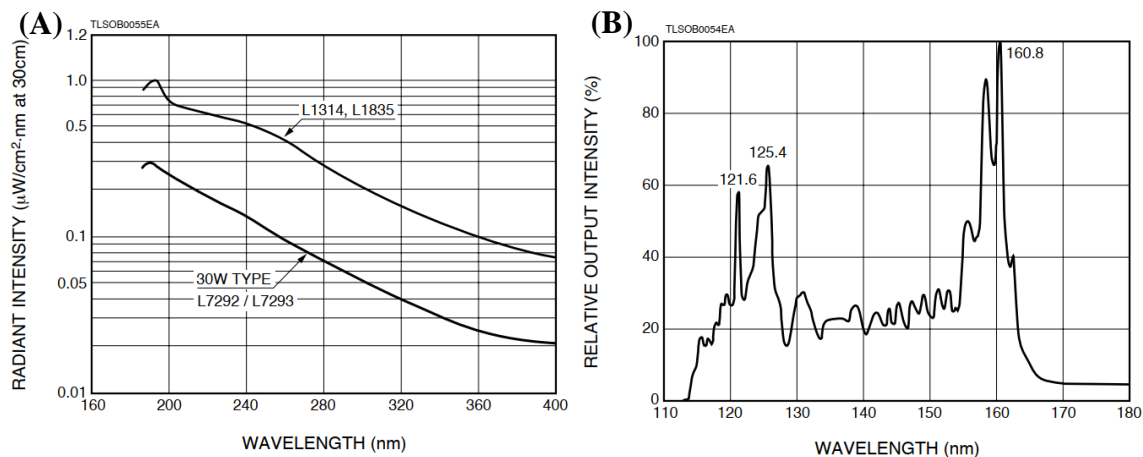 (A)
TLSOB0055EA
RADIANT INTENSITY (μW/cm²·nm at 30cm)
1.2
1.0
0.5
0.1
0.05
0.01
L1314, L1835
30W TYPE
L7292 / L7293
160 200 240 280 320 360 400
WAVELENGTH (nm)
(B)
TLSOB0054EA
RELATIVE OUTPUT INTENSITY (%)
100
80
60
40
20
0
160.8
125.4
121.6
110 120 130 140 150 160 170 180
WAVELENGTH (nm)